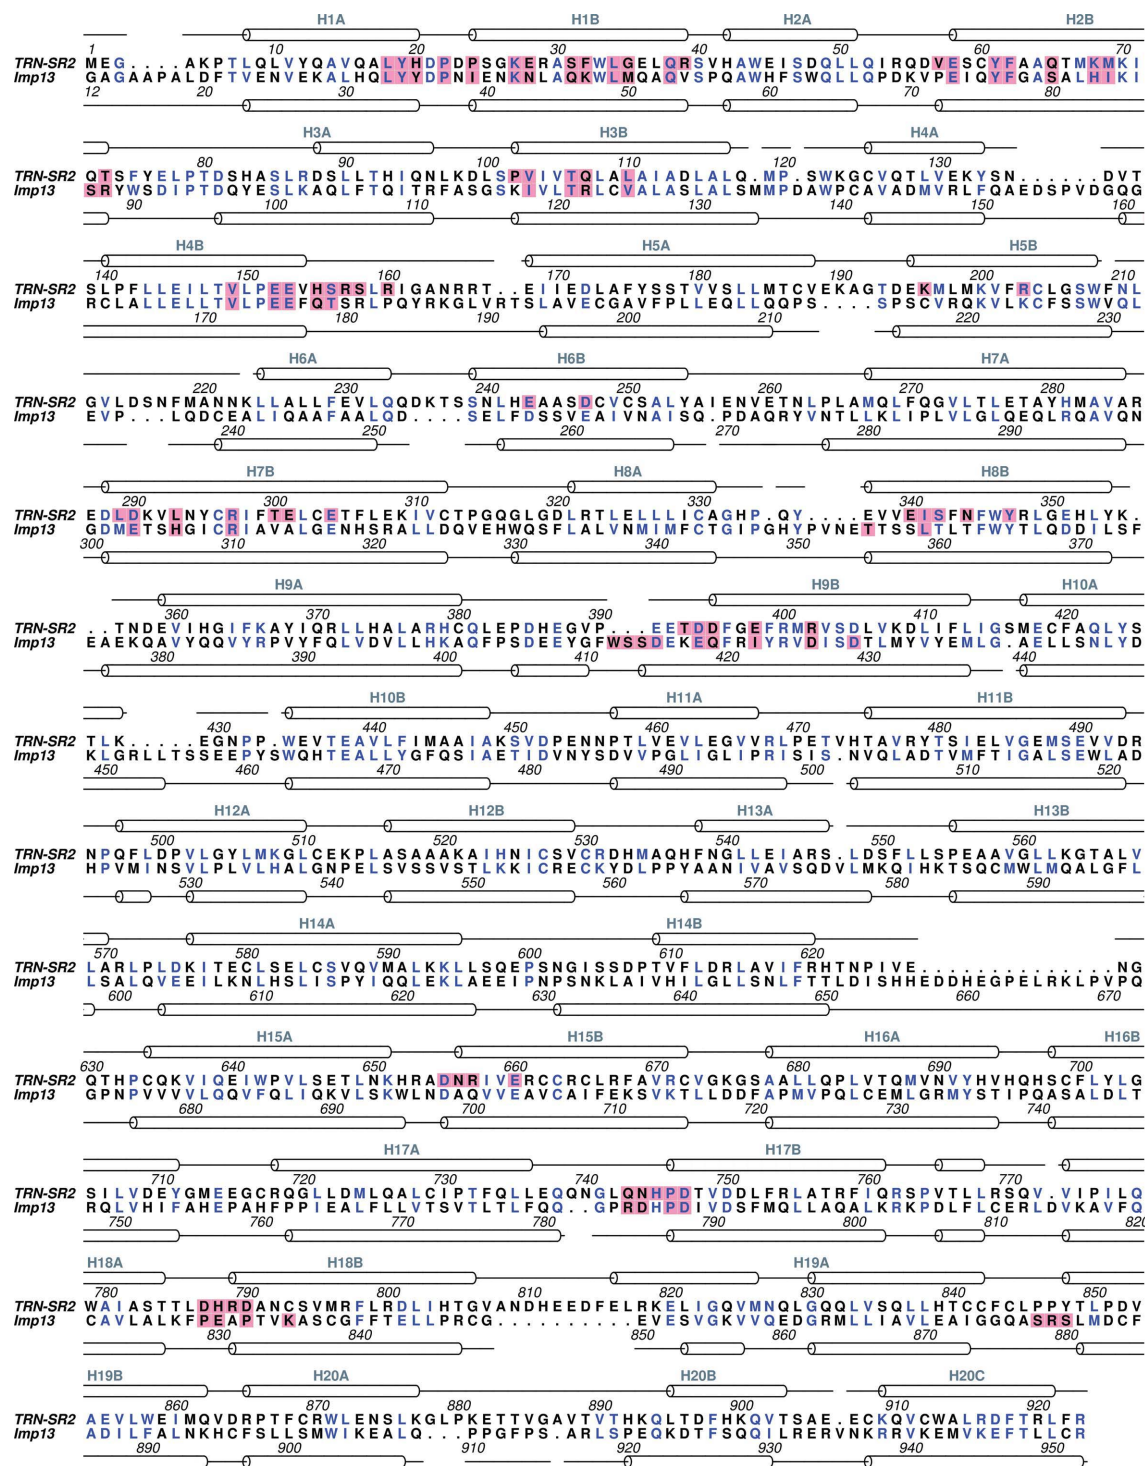 H1A H1B H2A H2B
1 10 20 30 40 50 60 70
TRN-SR2 MEG....AKPTLQLVYQAVQALYHDPDPSGKERASFWLGELQRSVHAWEISDQLLQIRQDVESCYFAAQTMKMKI
Imp13 GAGAAPALDFTVENVEKALHQLYYDPNIENKNLAQKWLMQAQVSPQAWHFSWQLLQPDKVPEIQYFGASALHIKI
12 20 30 40 50 60 70 80
H3A H3B H4A
80 90 100 110 120 130
TRN-SR2 QTSFYELPTDSHASLRDSLLTHIQNLKDLSPVIVTQLALAIADLALQ.MP.SWKGCVQTLVEKYSN......DVT
Imp13 SRYWSDIPTDQYESLKAQLFTQITRFASGSKIVLTRLCVALASLALSMMPDAWPCAVADMVRLFQAEDSPVDGQG
90 100 110 120 130 140 150 160
H4B H5A H5B
140 150 160 170 180 190 200 210
TRN-SR2 SLPFLLEILTVLPEEVHSRSLRIGANRRT..EIIEDLAFYSSTVVSLLMTCVEKAGTDEKMLMKVFRCLGSWFNL
Imp13 RCLALLELLTVLPEEFQTSRLPQYRKGLVRTSLAVECGAVFPLLEQLLQQPS....SPSCVRQKVLKCFSSWVQL
170 180 190 200 210 220 230
H6A H6B H7A
220 230 240 250 260 270 280
TRN-SR2 GVLDSNFMANNKLLALLFEVLQQDKTSSNLHEAASDCVCSALYAIENVETNLPLAMQLFQGVLTLETAYHMAVAR
Imp13 EVP...LQDCEALIQAAFAALQD....SELFDSSVEAIVNAISQ.PDAQRYVNTLLKLIPLVLGLQEQLRQAVQN
240 250 260 270 280 290
H7B H8A H8B
290 300 310 320 330 340 350
TRN-SR2 EDLDKVLNYCRIFTELCETFLEKIVCTPGQGLGDLRTLELLLICAGHP.QY....EVVEISFNFWYRLGEHLYK.
Imp13 GDMETSHGICRIAVALGENHSRALLDQVEHWQSFLALVNMIMFCTGIPGHYPVNETTSSLTLTFWYTLQDDILSF
300 310 320 330 340 350 360 370
H9A H9B H10A
360 370 380 390 400 410 420
TRN-SR2 ..TNDEVIHGIFKAYIQRLLHALARHCQLEPDHEGVP...EETDDFGEFRMRVSDLVKDLIFLIGSMECFAQLYS
Imp13 EAEKQAVYQQVYRPVYFQLVDVLLHKAQFPSDEEYGFWSSDEKEQFRIYRVDISDTLMYVYEMLG.AELLSNLYD
380 390 400 410 420 430 440
H10B H11A H11B
430 440 450 460 470 480 490
TRN-SR2 TLK.....EGNPP.WEVTEAVLFIMAAIAKSVDPENNPTLVEVLEGVVRLPETVHTAVRYTSIELVGEMSEVVDR
Imp13 KLGRLLTSSEEPYSWQHTEALLYGFQSIAETIDVNYSDVVPGLIGLIPRISIS.NVQLADTVMFTIGALSEWLAD
450 460 470 480 490 500 510 520
H12A H12B H13A H13B
500 510 520 530 540 550 560
TRN-SR2 NPQFLDPVLGYLMKGLCEKPLASAAAKAIHNICSVCRDHMAQHFNGLLEIARS.LDSFLLSPEAAVGLLKGTALV
Imp13 HPVMINSVLPLVLHALGNPELSVSSVSTLKKICRECKYDLPPYAANIVAVSQDVLMKQIHKTSQCMWLMQALGFL
530 540 550 560 570 580 590
H14A H14B
570 580 590 600 610 620
TRN-SR2 LARLPLDKITECLSELCSVQVMALKKLLSQEPSNGISSDPTVFLDRLAVIFRHTNPIVE..............NG
Imp13 LSALQVEEILKNLHSLISPYIQQLEKLAEEIPNPSNKLAIVHILGLLSNLFTTLDISHHEDDHEGPELRKLPVPQ
600 610 620 630 640 650 660 670
H15A H15B H16A H16B
630 640 650 660 670 680 690 700
TRN-SR2 QTHPCQKVIQEIWPVLSETLNKHRADNRIVERCCRCLRFAVRCVGKGSAALLQPLVTQMVNVYHVHQHSCFLYLG
Imp13 GPNPVVVVLQQVFQLIQKVLSKWLNDAQVVEAVCAIFEKSVKTLLDDFAPMVPQLCEMLGRMYSTIPQASALDLT
680 690 700 710 720 730 740
H17A H17B
710 720 730 740 750 760 770
TRN-SR2 SILVDEYGMEEGCRQGLLDMLQALCIPTFQLLEQQNGLQNHPDTVDDLFRLATRFIQRSPVTLLRSQV.VIPILQ
Imp13 RQLVHIFAHEPAHFPPIEALFLLVTSVTLTLFQQ..GPRDHPDIVDSFMQLLAQALKRKPDLFLCERLDVKAVFQ
750 760 770 780 790 800 810 820
H18A H18B H19A
780 790 800 810 820 830 840 850
TRN-SR2 WAIASTTLDHRDANCSVMRFLRDLIHTGVANDHEEDFELRKELIGQVMNQLGQQLVSQLLHTCCFCLPPYTLPDV
Imp13 CAVLALKFPEAPTVKASCGFFTELLPRCG..........EVESVGKVVQEDGRMLLIAVLEAIGGQASRSLMDCF
830 840 850 860 870 880
H19B H20A H20B H20C
860 870 880 890 900 910 920
TRN-SR2 AEVLWEIMQVDRPTFCRWLENSLKGLPKETTVGAVTVTHKQLTDFHKQVTSAE.ECKQVCWALRDFTRLFR
Imp13 ADILFALNKHCFSLLSMWIKEALQ...PPGFPS.ARLSPEQKDTFSQQILRERVNKRRVKEMVKEFTLLCR
890 900 910 920 930 940 950